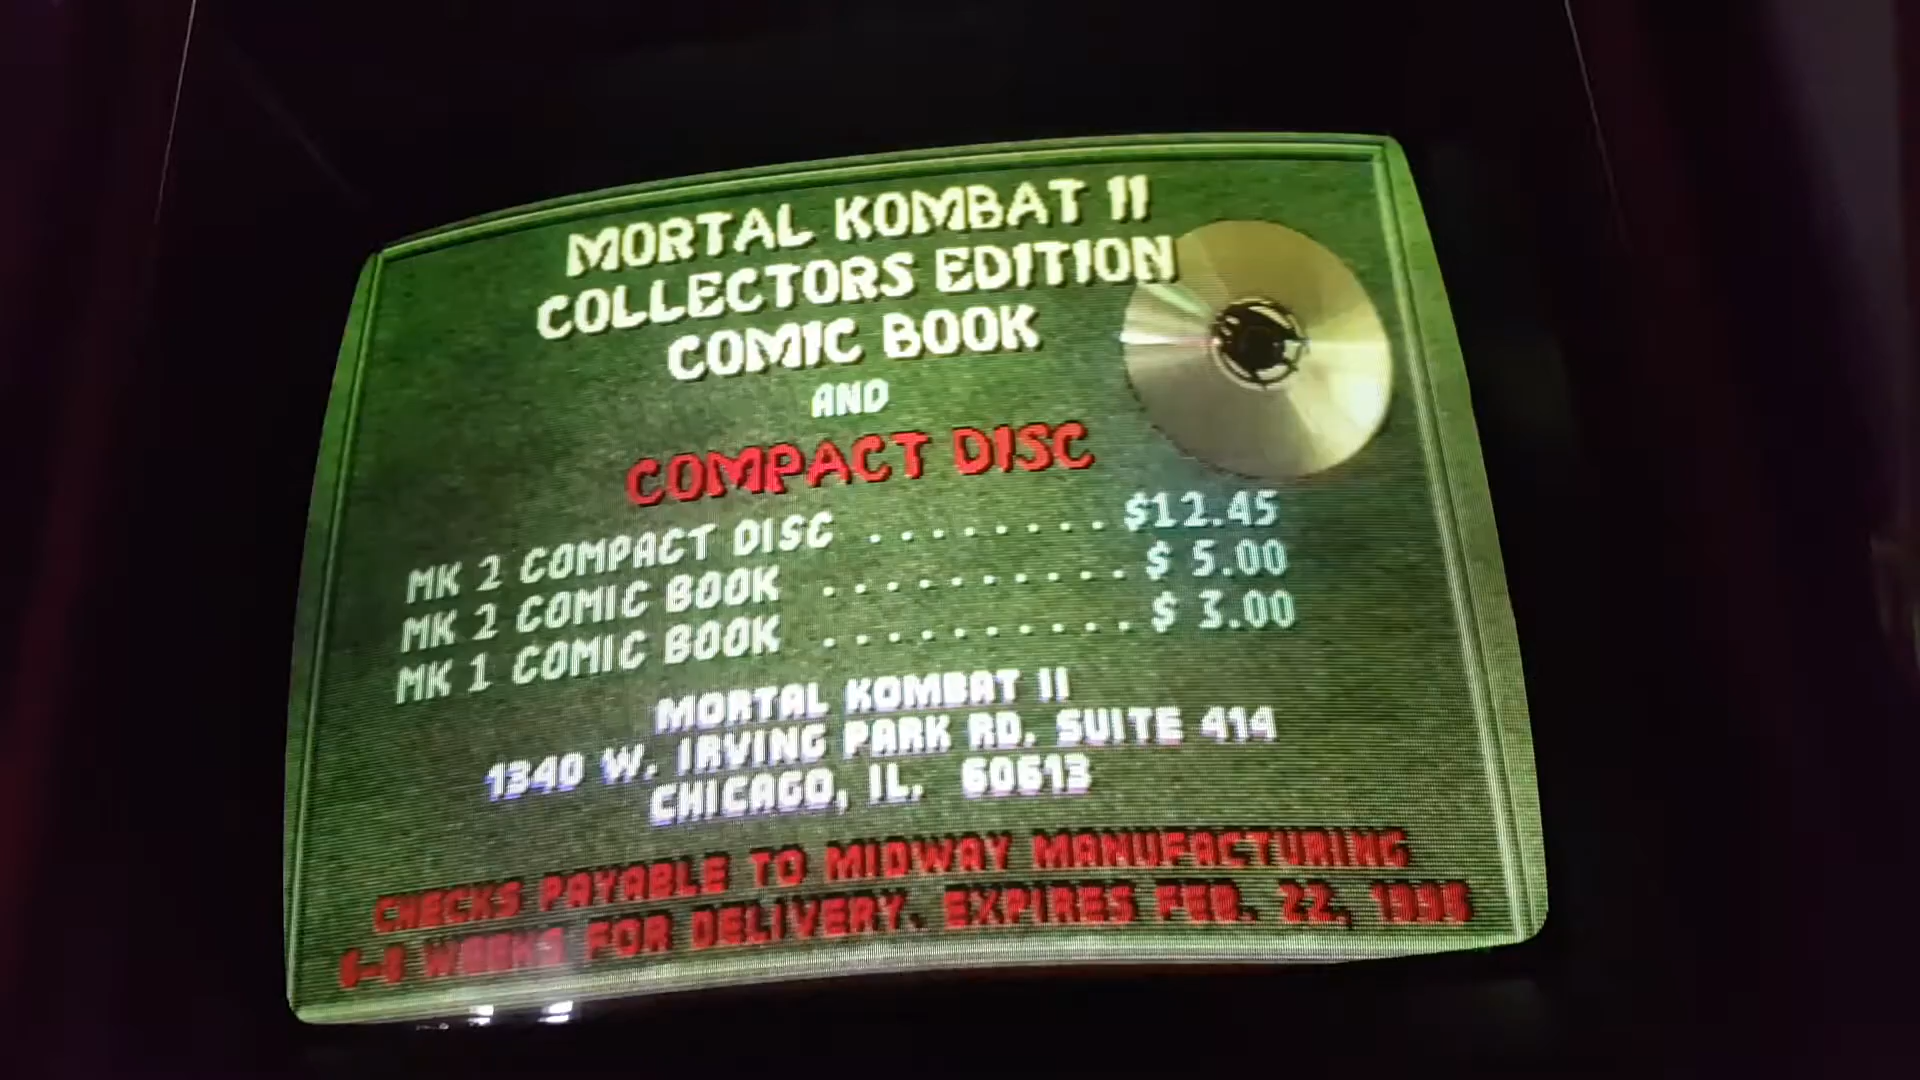 MORTAL KOMBAT II
COLLECTORS EDITION
COMIC BOOK
AND
COMPACT DISC
MK 2 COMPACT DISC ........ $12.45
MK 2 COMIC BOOK .......... $ 5.00
MK 1 COMIC BOOK .......... $ 3.00
MORTAL KOMBAT II
1340 W. IRVING PARK RD. SUITE 414
CHICAGO, IL. 60613
CHECKS PAYABLE TO MIDWAY MANUFACTURING
WEEKS FOR DELIVERY. EXPIRES FEB. 22,